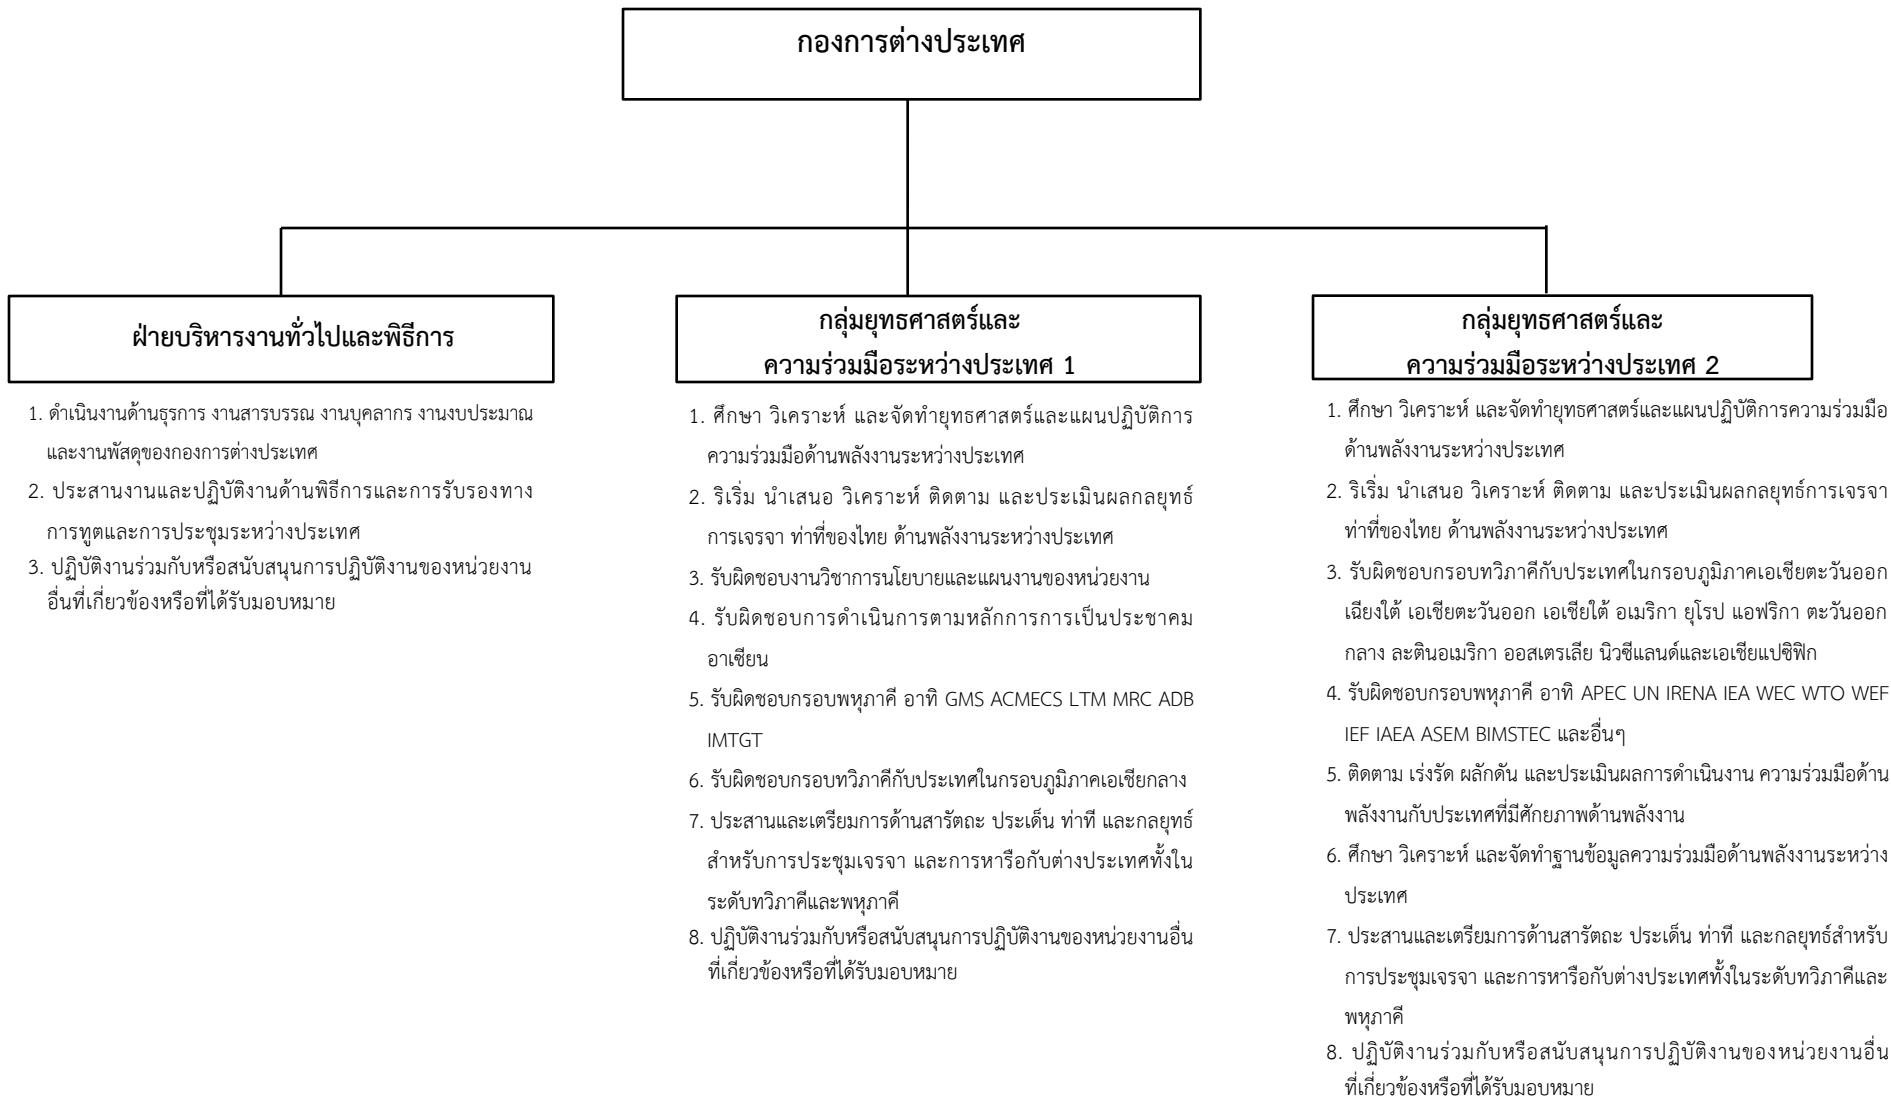 กองการต่างประเทศ
ฝ่ายบริหารงานทั่วไปและพิธีการ
1. ดำเนินงานด้านธุรการ งานสารบรรณ งานบุคลากร งานงบประมาณ
และงานพัสดุของกองการต่างประเทศ
2. ประสานงานและปฏิบัติงานด้านพิธีการและการรับรองทาง
การทูตและการประชุมระหว่างประเทศ
3. ปฏิบัติงานร่วมกับหรือสนับสนุนการปฏิบัติงานของหน่วยงาน
อื่นที่เกี่ยวข้องหรือที่ได้รับมอบหมาย
กลุ่มยุทธศาสตร์และ
ความร่วมมือระหว่างประเทศ 1
1. ศึกษา วิเคราะห์ และจัดทำยุทธศาสตร์และแผนปฏิบัติการ
ความร่วมมือด้านพลังงานระหว่างประเทศ
2. ริเริ่ม นำเสนอ วิเคราะห์ ติดตาม และประเมินผลกลยุทธ์
การเจรจา ท่าที่ของไทย ด้านพลังงานระหว่างประเทศ
3. รับผิดชอบงานวิชาการนโยบายและแผนงานของหน่วยงาน
4. รับผิดชอบการดำเนินการตามหลักการการเป็นประชาคม
อาเซียน
5. รับผิดชอบกรอบพหุภาคี อาทิ GMS ACMECS LTM MRC ADB
IMTGT
6. รับผิดชอบกรอบทวิภาคีกับประเทศในกรอบภูมิภาคเอเชียกลาง
7. ประสานและเตรียมการด้านสารัตถะ ประเด็น ท่าที และกลยุทธ์
สำหรับการประชุมเจรจา และการหารือกับต่างประเทศทั้งใน
ระดับทวิภาคีและพหุภาคี
8. ปฏิบัติงานร่วมกับหรือสนับสนุนการปฏิบัติงานของหน่วยงานอื่น
ที่เกี่ยวข้องหรือที่ได้รับมอบหมาย
กลุ่มยุทธศาสตร์และ
ความร่วมมือระหว่างประเทศ 2
1. ศึกษา วิเคราะห์ และจัดทำยุทธศาสตร์และแผนปฏิบัติการความร่วมมือ
ด้านพลังงานระหว่างประเทศ
2. ริเริ่ม นำเสนอ วิเคราะห์ ติดตาม และประเมินผลกลยุทธ์การเจรจา
ท่าที่ของไทย ด้านพลังงานระหว่างประเทศ
3. รับผิดชอบกรอบทวิภาคีกับประเทศในกรอบภูมิภาคเอเชียตะวันออก
เฉียงใต้ เอเชียตะวันออก เอเชียใต้ อเมริกา ยุโรป แอฟริกา ตะวันออก
กลาง ละตินอเมริกา ออสเตรเลีย นิวซีแลนด์และเอเชียแปซิฟิก
4. รับผิดชอบกรอบพหุภาคี อาทิ APEC UN IRENA IEA WEC WTO WEF
IEF IAEA ASEM BIMSTEC และอื่นๆ
5. ติดตาม เร่งรัด ผลักดัน และประเมินผลการดำเนินงาน ความร่วมมือด้าน
พลังงานกับประเทศที่มีศักยภาพด้านพลังงาน
6. ศึกษา วิเคราะห์ และจัดทำฐานข้อมูลความร่วมมือด้านพลังงานระหว่าง
ประเทศ
7. ประสานและเตรียมการด้านสารัตถะ ประเด็น ท่าที และกลยุทธ์สำหรับ
การประชุมเจรจา และการหารือกับต่างประเทศทั้งในระดับทวิภาคีและ
พหุภาคี
8. ปฏิบัติงานร่วมกับหรือสนับสนุนการปฏิบัติงานของหน่วยงานอื่น
ที่เกี่ยวข้องหรือที่ได้รับมอบหมาย